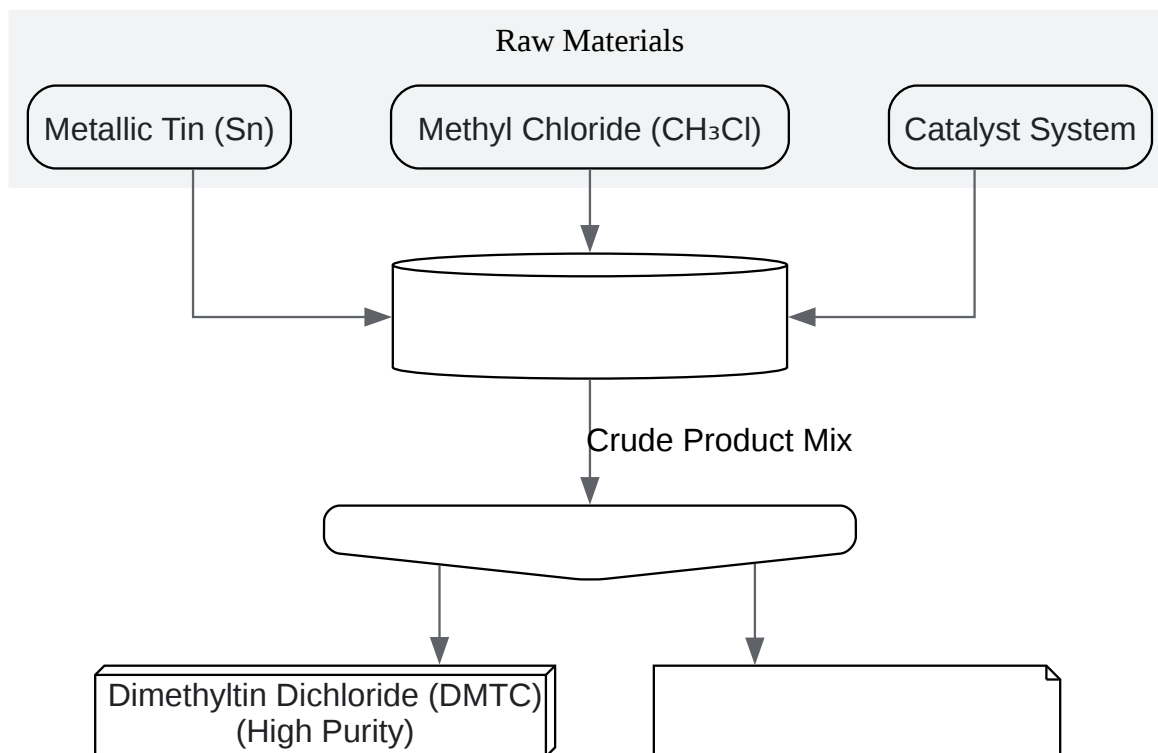 Raw Materials
Metallic Tin (Sn)
Methyl Chloride (CH₃Cl)
Catalyst System
Crude Product Mix
Dimethyltin Dichloride (DMTC)
(High Purity)